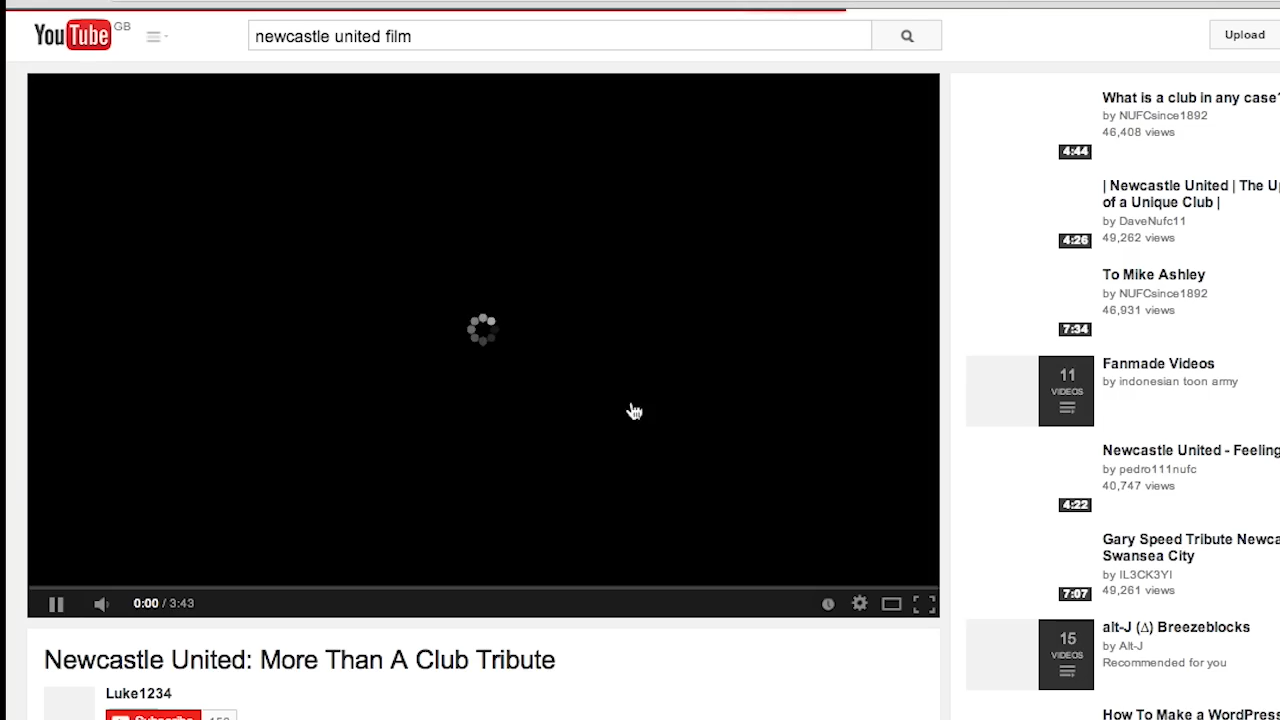 YouTube GB
newcastle united film
Upload
0:00 / 3:43
Newcastle United: More Then A Club Tribute
Luke1234
Subscribe
What is a club in any case?
by NUFCsince1892
46,408 views
4:44
| Newcastle United | The Up
of a Unique Club |
by DaveNufc11
49,262 views
4:26
To Mike Ashley
by NUFCsince1892
46,931 views
7:34
Fanmade Videos
by indonesian toon army
11
VIDEOS
Newcastle United - Feeling
by pedro111nufc
40,747 views
4:22
Gary Speed Tribute Newca
Swansea City
by IL3CK3YI
49,261 views
7:07
alt-J (∆) Breezeblocks
by Alt-J
Recommended for you
15
VIDEOS
How To Make a WordPress